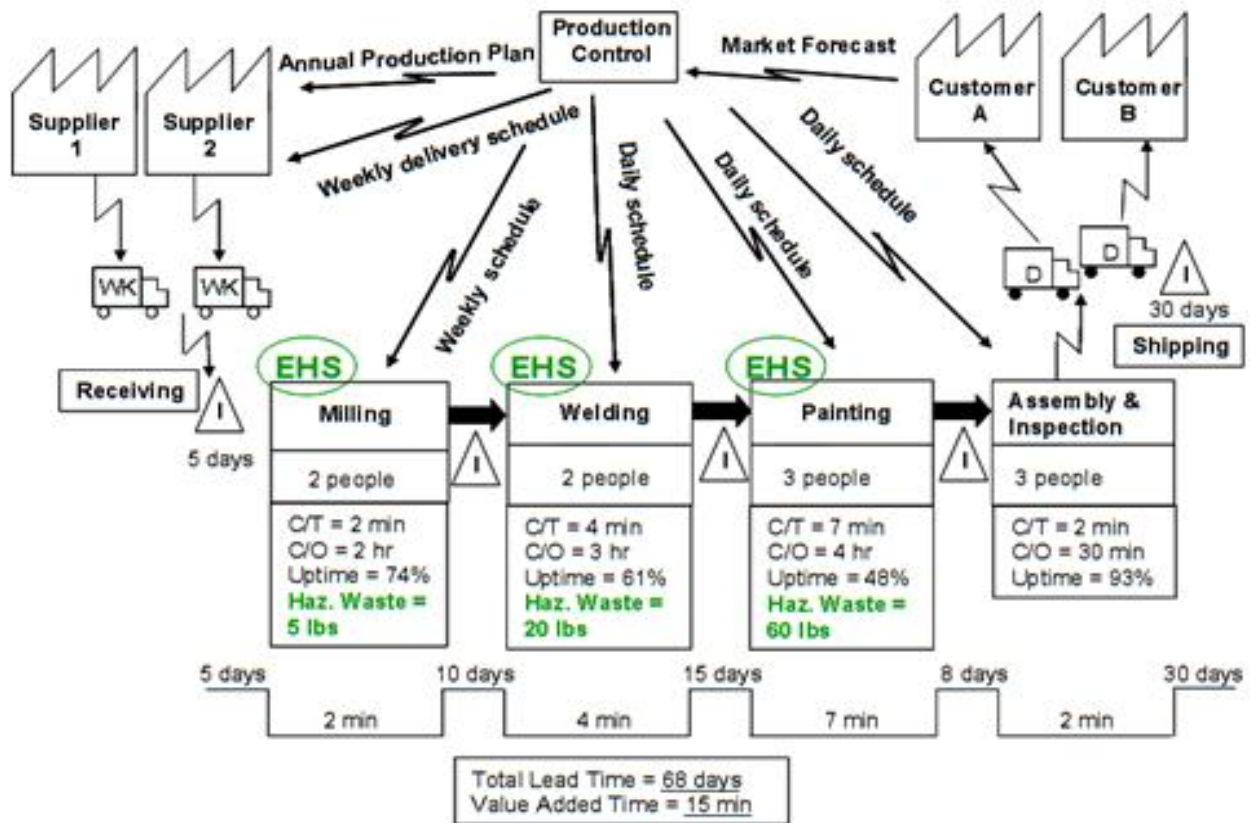 Production
Control
Annual Production Plan
Market Forecast
Supplier
1
Supplier
2
Customer
A
Customer
B
Weekly delivery schedule
Weekly schedule
Daily schedule
Daily schedule
Daily schedule
WK
WK
D
D
I
30 days
Shipping
Receiving
I
5 days
EHS
Milling
2 people
C/T = 2 min
C/O = 2 hr
Uptime = 74%
Haz. Waste =
5 lbs
I
EHS
Welding
2 people
C/T = 4 min
C/O = 3 hr
Uptime = 61%
Haz. Waste =
20 lbs
I
EHS
Painting
3 people
C/T = 7 min
C/O = 4 hr
Uptime = 48%
Haz. Waste =
60 lbs
I
Assembly &
Inspection
3 people
C/T = 2 min
C/O = 30 min
Uptime = 93%
5 days
10 days
15 days
8 days
30 days
2 min
4 min
7 min
2 min
Total Lead Time = 68 days
Value Added Time = 15 min